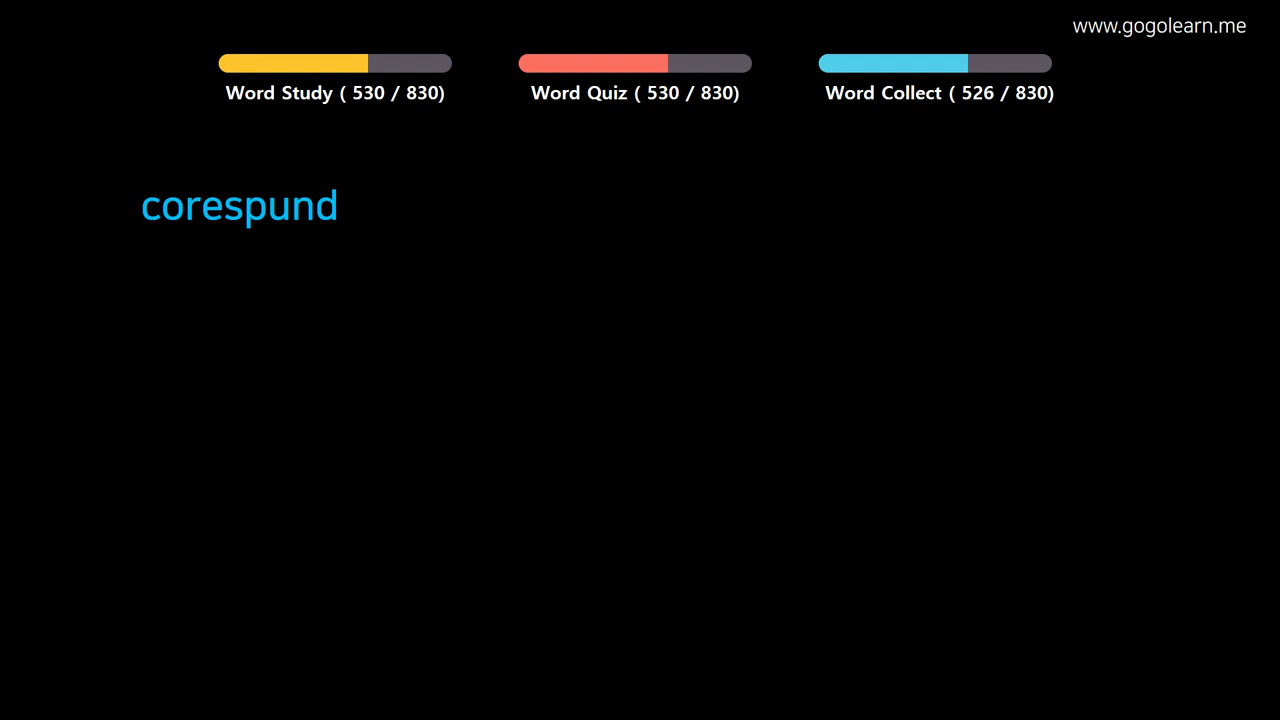 www.gogolearn.me
Word Study ( 530 / 830)
Word Quiz ( 530 / 830)
Word Collect ( 526 / 830)
corespund